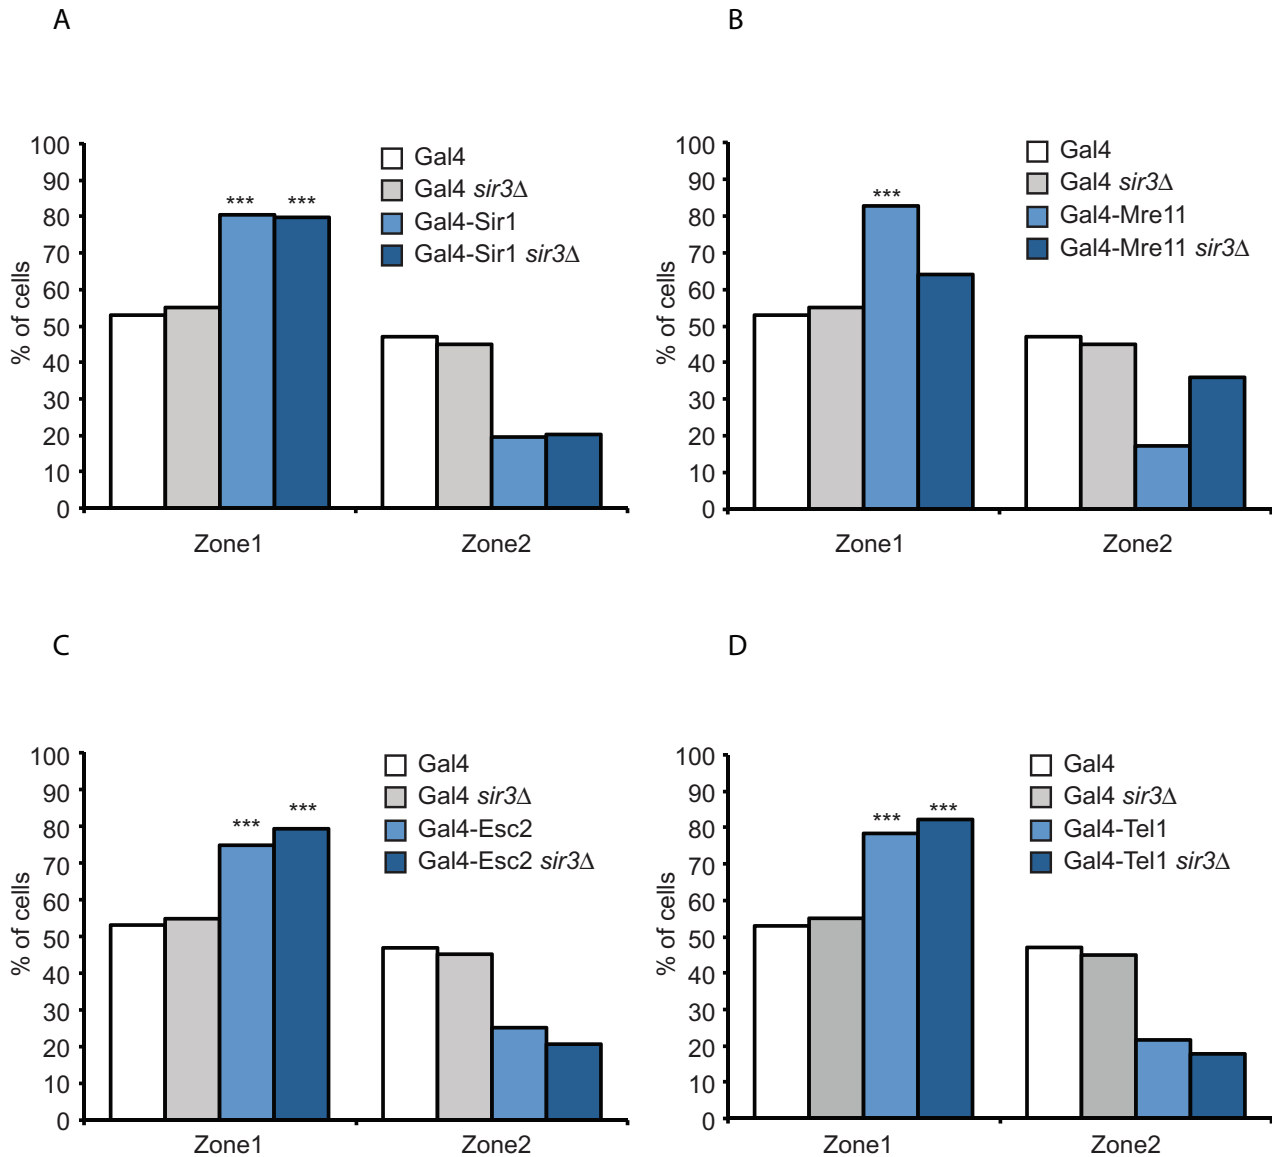 A
100
90
80
70
60
50
40
30
20
10
0
% of cells
*** ***
Gal4
Gal4 sir3Δ
Gal4-Sir1
Gal4-Sir1 sir3Δ
Zone1 Zone2
B
100
90
80
70
60
50
40
30
20
10
0
% of cells
***
Gal4
Gal4 sir3Δ
Gal4-Mre11
Gal4-Mre11 sir3Δ
Zone1 Zone2
C
100
90
80
70
60
50
40
30
20
10
0
% of cells
*** ***
Gal4
Gal4 sir3Δ
Gal4-Esc2
Gal4-Esc2 sir3Δ
Zone1 Zone2
D
100
90
80
70
60
50
40
30
20
10
0
% of cells
*** ***
Gal4
Gal4 sir3Δ
Gal4-Tel1
Gal4-Tel1 sir3Δ
Zone1 Zone2